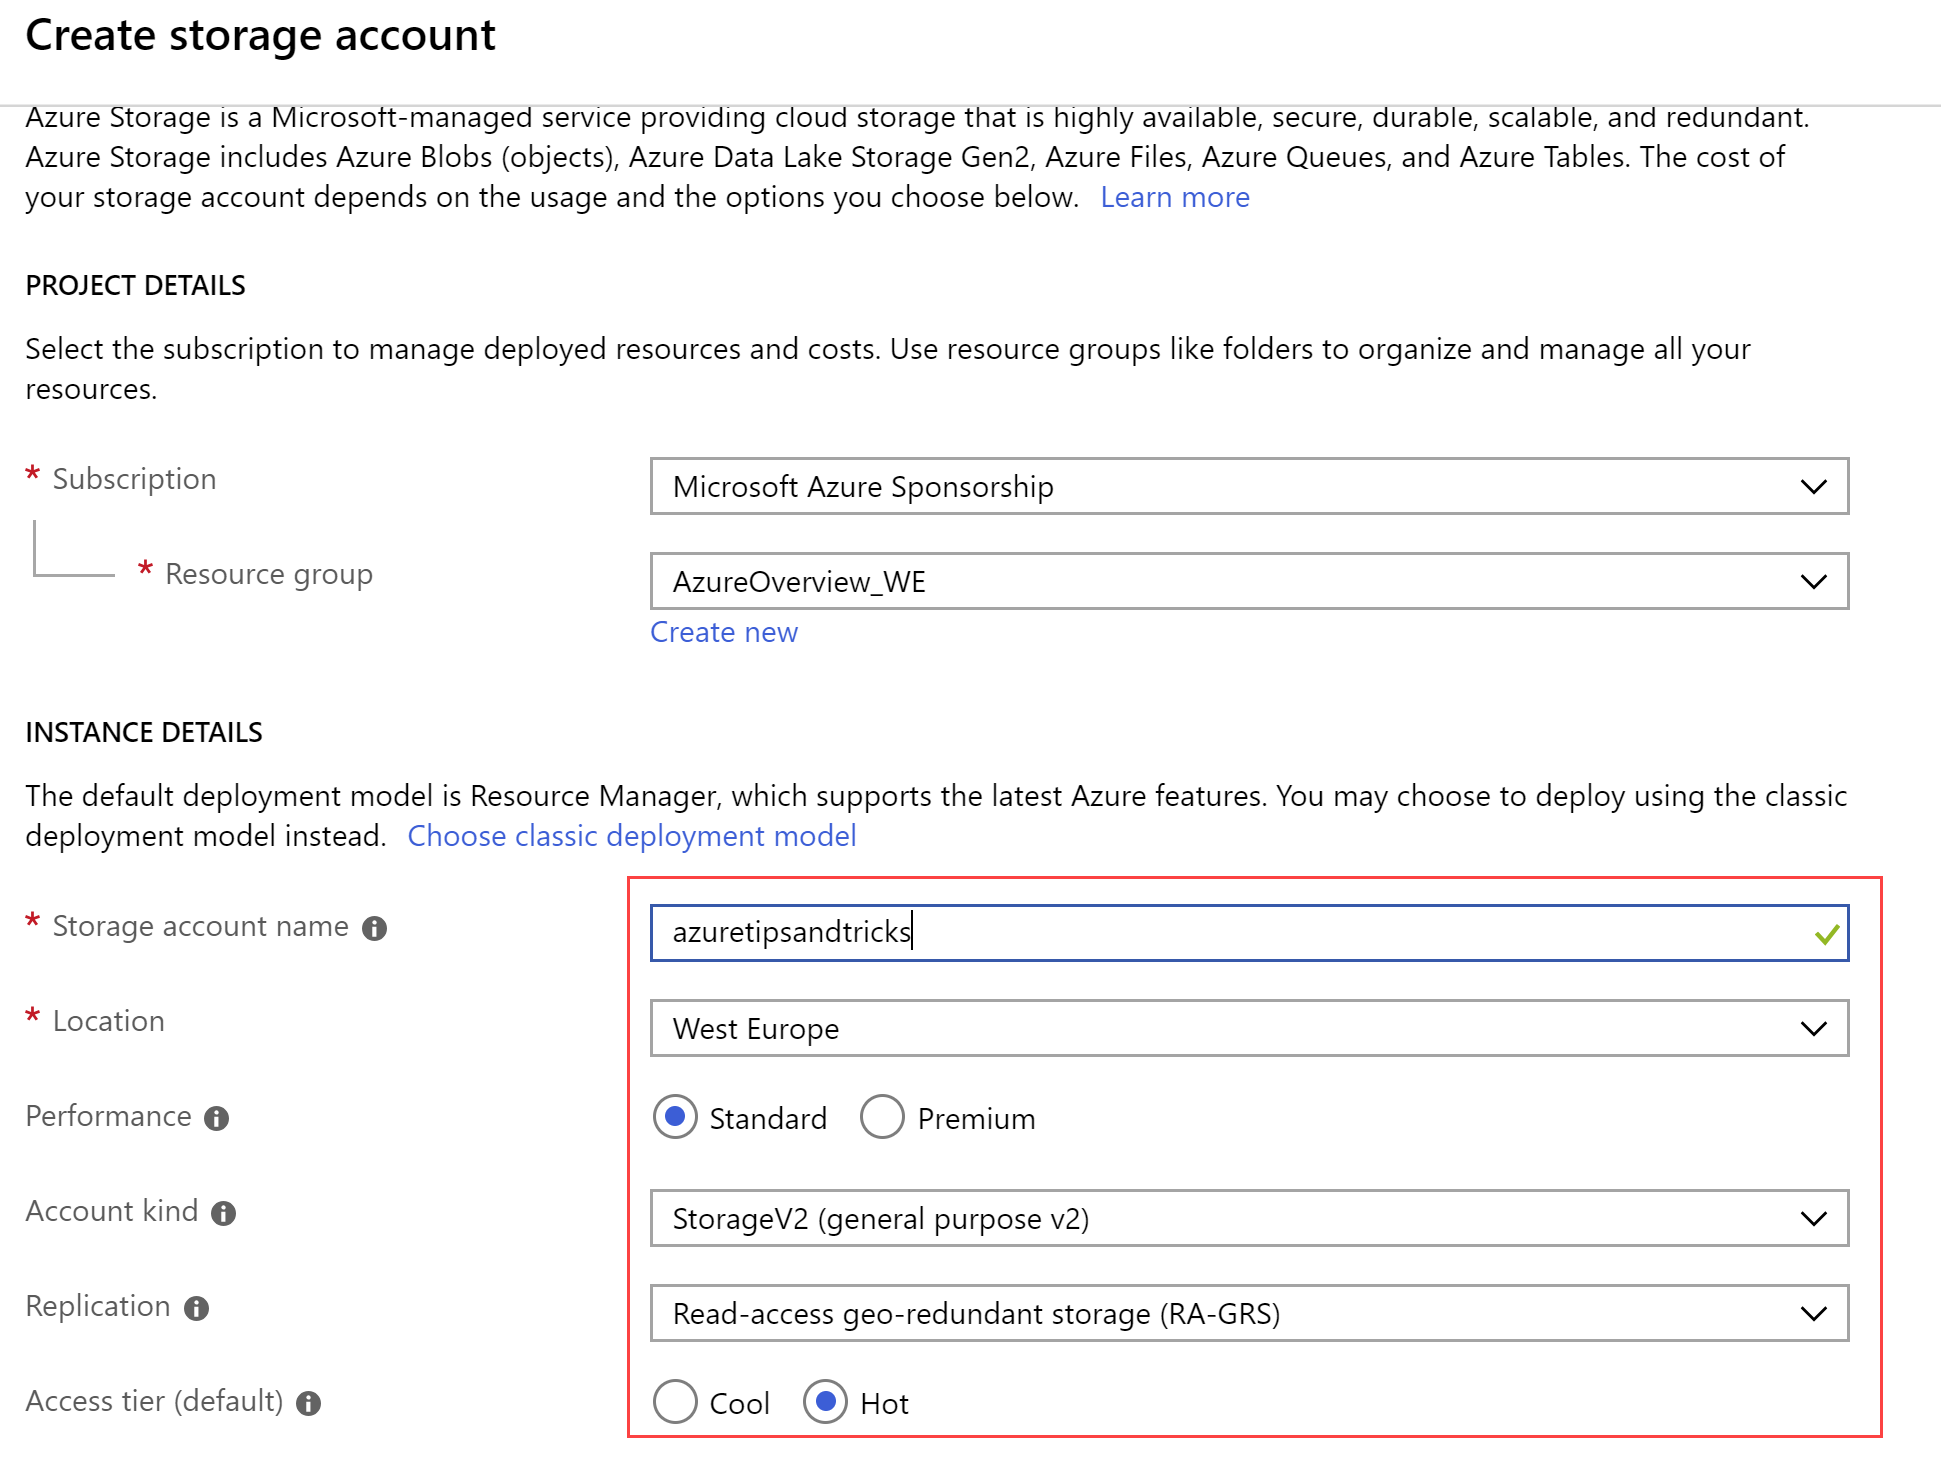 Create storage account
Azure Storage is a Microsoft-managed service providing cloud storage that is highly available, secure, durable, scalable, and redundant.
Azure Storage includes Azure Blobs (objects), Azure Data Lake Storage Gen2, Azure Files, Azure Queues, and Azure Tables. The cost of
your storage account depends on the usage and the options you choose below. Learn more
PROJECT DETAILS
Select the subscription to manage deployed resources and costs. Use resource groups like folders to organize and manage all your
resources.
* Subscription
Microsoft Azure Sponsorship
* Resource group
AzureOverview_WE
Create new
INSTANCE DETAILS
The default deployment model is Resource Manager, which supports the latest Azure features. You may choose to deploy using the classic
deployment model instead. Choose classic deployment model
* Storage account name
azuretipsandtricks
* Location
West Europe
Performance
Standard Premium
Account kind
StorageV2 (general purpose v2)
Replication
Read-access geo-redundant storage (RA-GRS)
Access tier (default)
Cool Hot